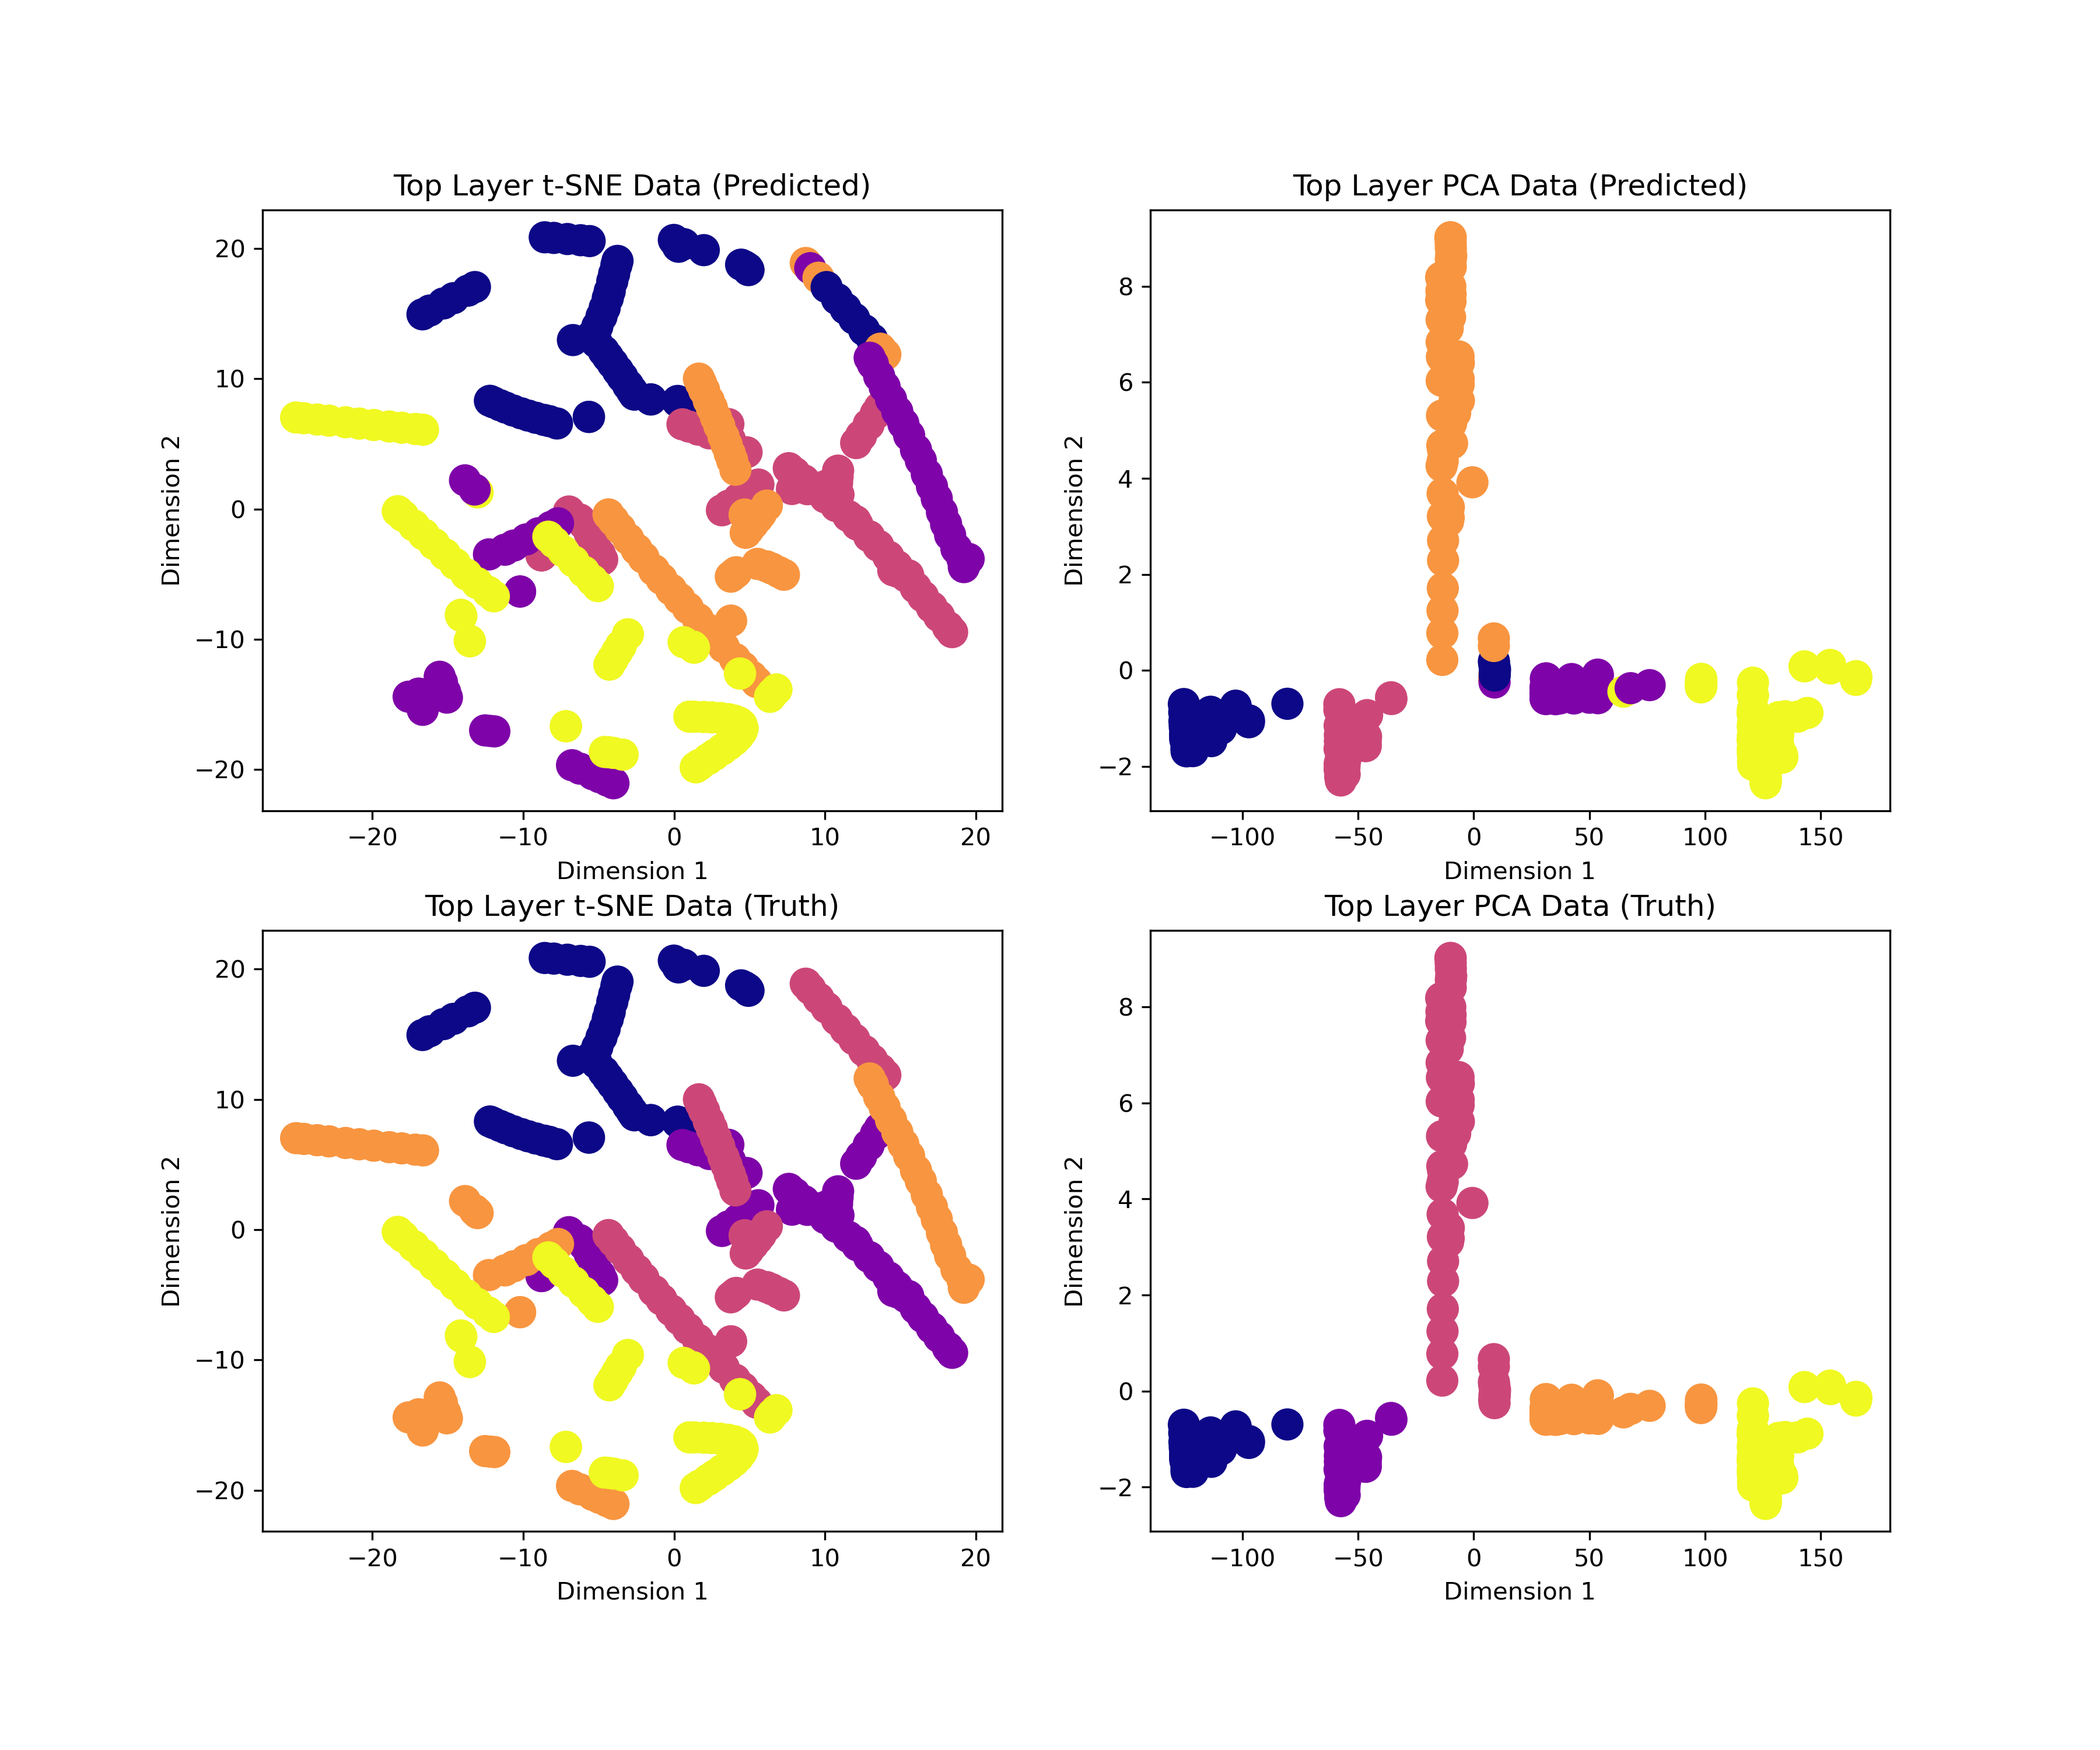 Top Layer t-SNE Data (Predicted)
20
10
0
−10
−20
Dimension 2
−20 −10 0 10 20
Dimension 1
Top Layer PCA Data (Predicted)
8
6
4
2
0
−2
Dimension 2
−100 −50 0 50 100 150
Dimension 1
Top Layer t-SNE Data (Truth)
20
10
0
−10
−20
Dimension 2
−20 −10 0 10 20
Dimension 1
Top Layer PCA Data (Truth)
8
6
4
2
0
−2
Dimension 2
−100 −50 0 50 100 150
Dimension 1